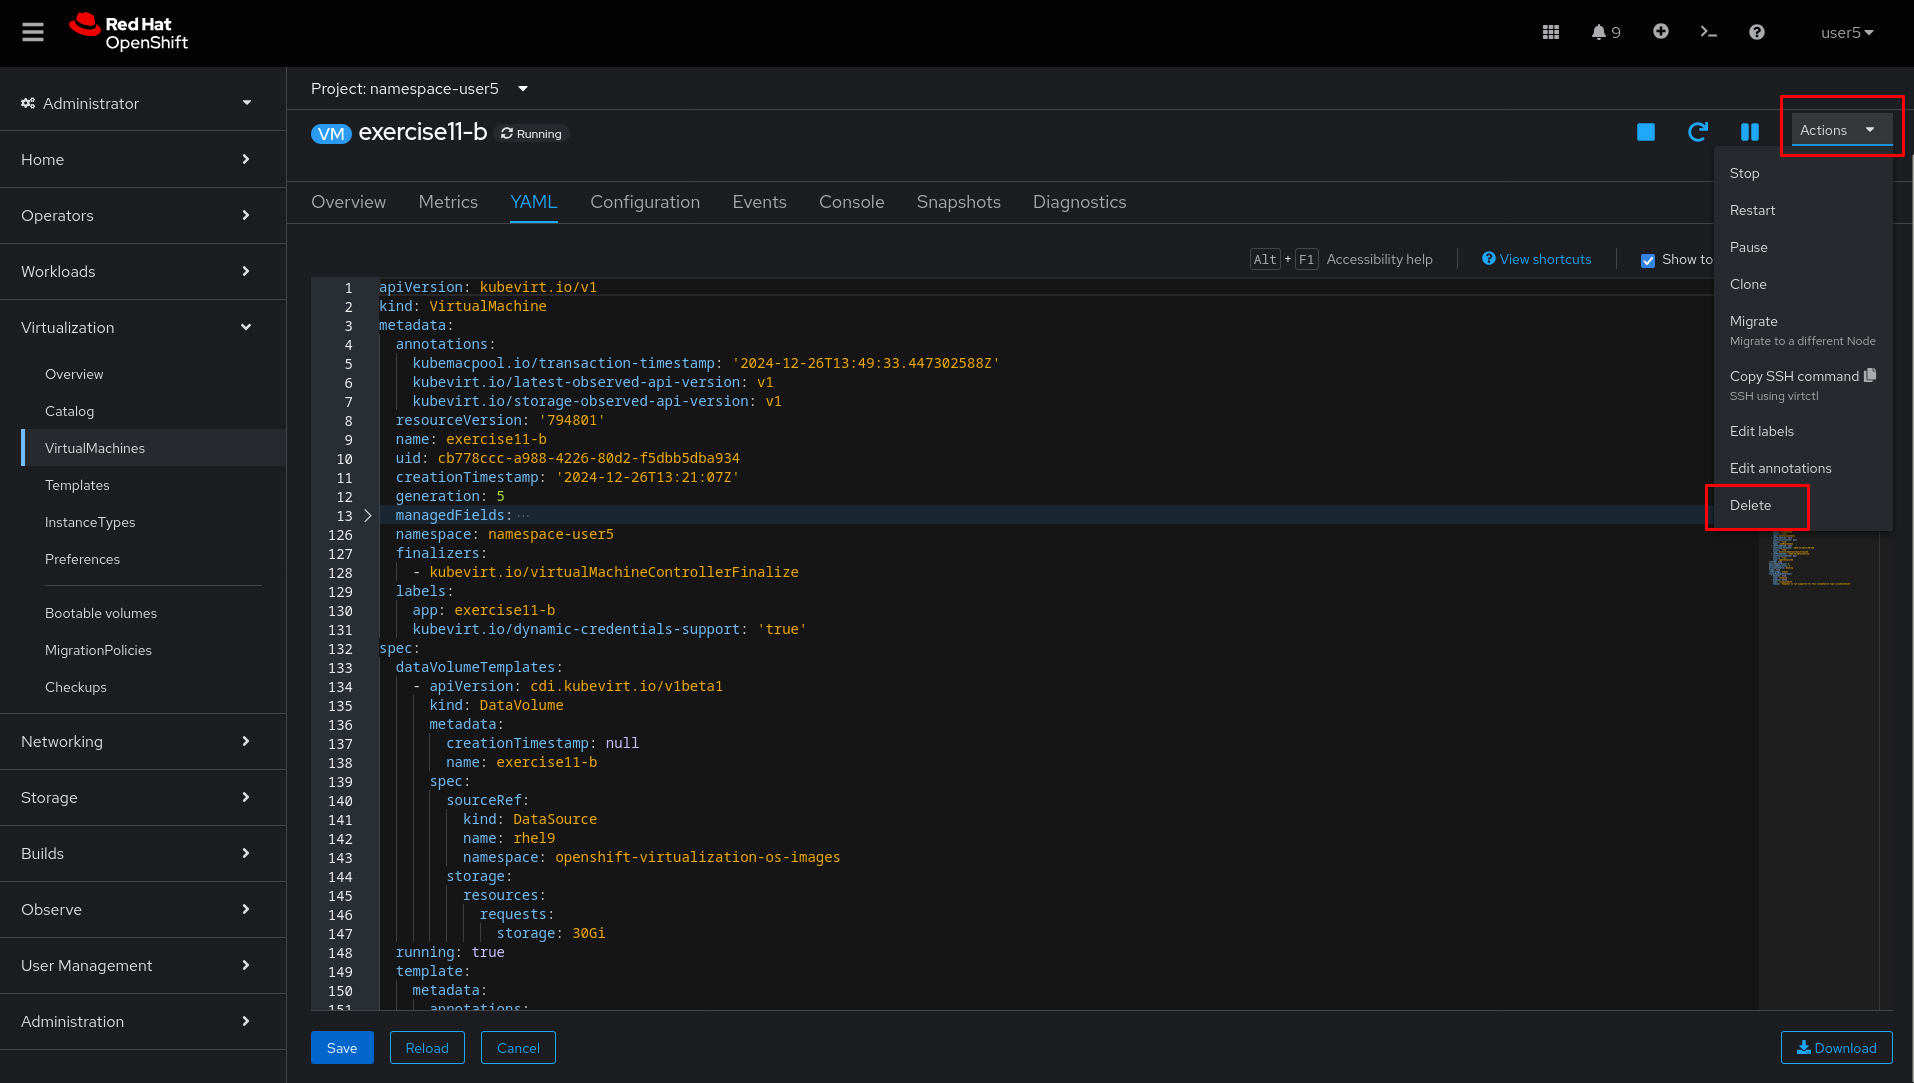 Red Hat
OpenShift
9
user5
Administrator
Home
Operators
Workloads
Virtualization
Overview
Catalog
VirtualMachines
Templates
InstanceTypes
Preferences
Bootable volumes
MigrationPolicies
Checkups
Networking
Storage
Builds
Observe
User Management
Administration
Project: namespace-user5
VM exercise11-b Running
Actions
Stop
Restart
Pause
Clone
Migrate
Migrate to a different Node
Copy SSH command
SSH using virtctl
Edit labels
Edit annotations
Delete
Overview Metrics YAML Configuration Events Console Snapshots Diagnostics
Alt + F1 Accessibility help View shortcuts Show to
1 apiVersion: kubevirt.io/v1
2 kind: VirtualMachine
3 metadata:
4 annotations:
5 kubemacpool.io/transaction-timestamp: '2024-12-26T13:49:33.447302588Z'
6 kubevirt.io/latest-observed-api-version: v1
7 kubevirt.io/storage-observed-api-version: v1
8 resourceVersion: '794801'
9 name: exercise11-b
10 uid: cb778ccc-a988-4226-80d2-f5dbb5dba934
11 creationTimestamp: '2024-12-26T13:21:07Z'
12 generation: 5
13 managedFields: ···
126 namespace: namespace-user5
127 finalizers:
128 - kubevirt.io/virtualMachineControllerFinalize
129 labels:
130 app: exercise11-b
131 kubevirt.io/dynamic-credentials-support: 'true'
132 spec:
133 dataVolumeTemplates:
134 - apiVersion: cdi.kubevirt.io/v1beta1
135 kind: DataVolume
136 metadata:
137 creationTimestamp: null
138 name: exercise11-b
139 spec:
140 sourceRef:
141 kind: DataSource
142 name: rhel9
143 namespace: openshift-virtualization-os-images
144 storage:
145 resources:
146 requests:
147 storage: 30Gi
148 running: true
149 template:
150 metadata:
151 annotations:
Save Reload Cancel Download